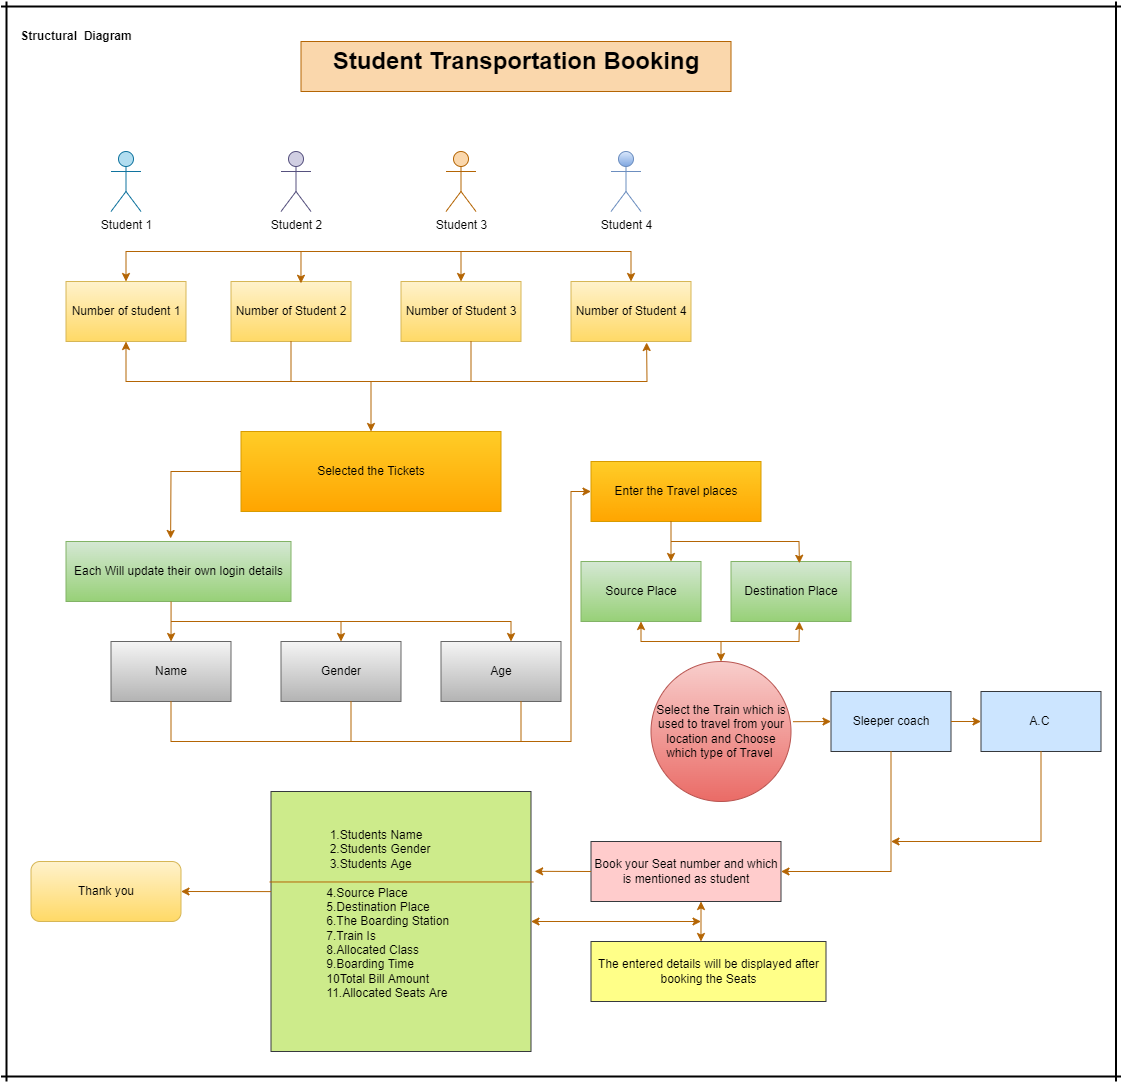 Structural  Diagram
Student Transportation Booking
Student 1
Student 2
Student 3
Student 4
Number of student 1
Number of Student 2
Number of Student 3
Number of Student 4
Selected the Tickets
Enter the Travel places
Each Will update their own login details
Source Place
Destination Place
Name
Gender
Age
Select the Train which is
used to travel from your
location and Choose
which type of Travel
Sleeper coach
A.C
1.Students Name
2.Students Gender
3.Students Age
4.Source Place
5.Destination Place
6.The Boarding Station
7.Train Is
8.Allocated Class
9.Boarding Time
10Total Bill Amount
11.Allocated Seats Are
Book your Seat number and which
is mentioned as student
Thank you
The entered details will be displayed after
booking the Seats